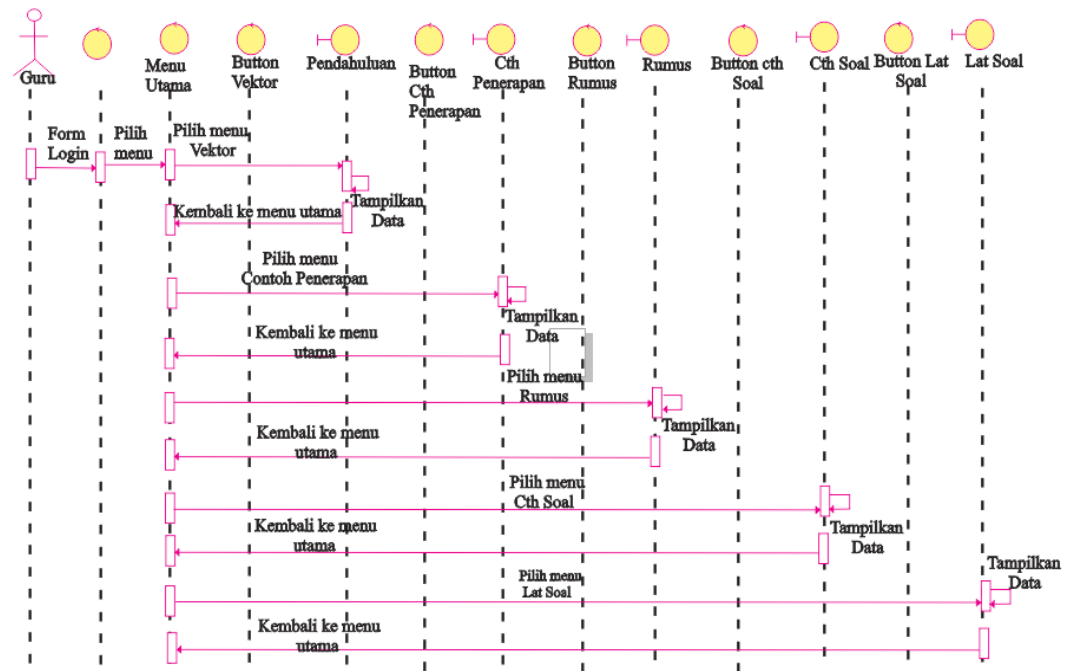 Guru
Menu
Utama
Button
Vektor
Pendahuluan
Button
Cth
Penerapan
Cth
Penerapan
Button
Rumus
Rumus
Button cth
Soal
Cth Soal
Button Lat
Soal
Lat Soal
Form
Login
Pilih
menu
Pilih menu
Vektor
Tampilkan
Data
Kembali ke menu utama
Pilih menu
Contoh Penerapan
Tampilkan
Data
Kembali ke menu
utama
Pilih menu
Rumus
Tampilkan
Data
Kembali ke menu
utama
Pilih menu
Cth Soal
Tampilkan
Data
Kembali ke menu
utama
Pilih menu
Lat Soal
Tampilkan
Data
Kembali ke menu
utama